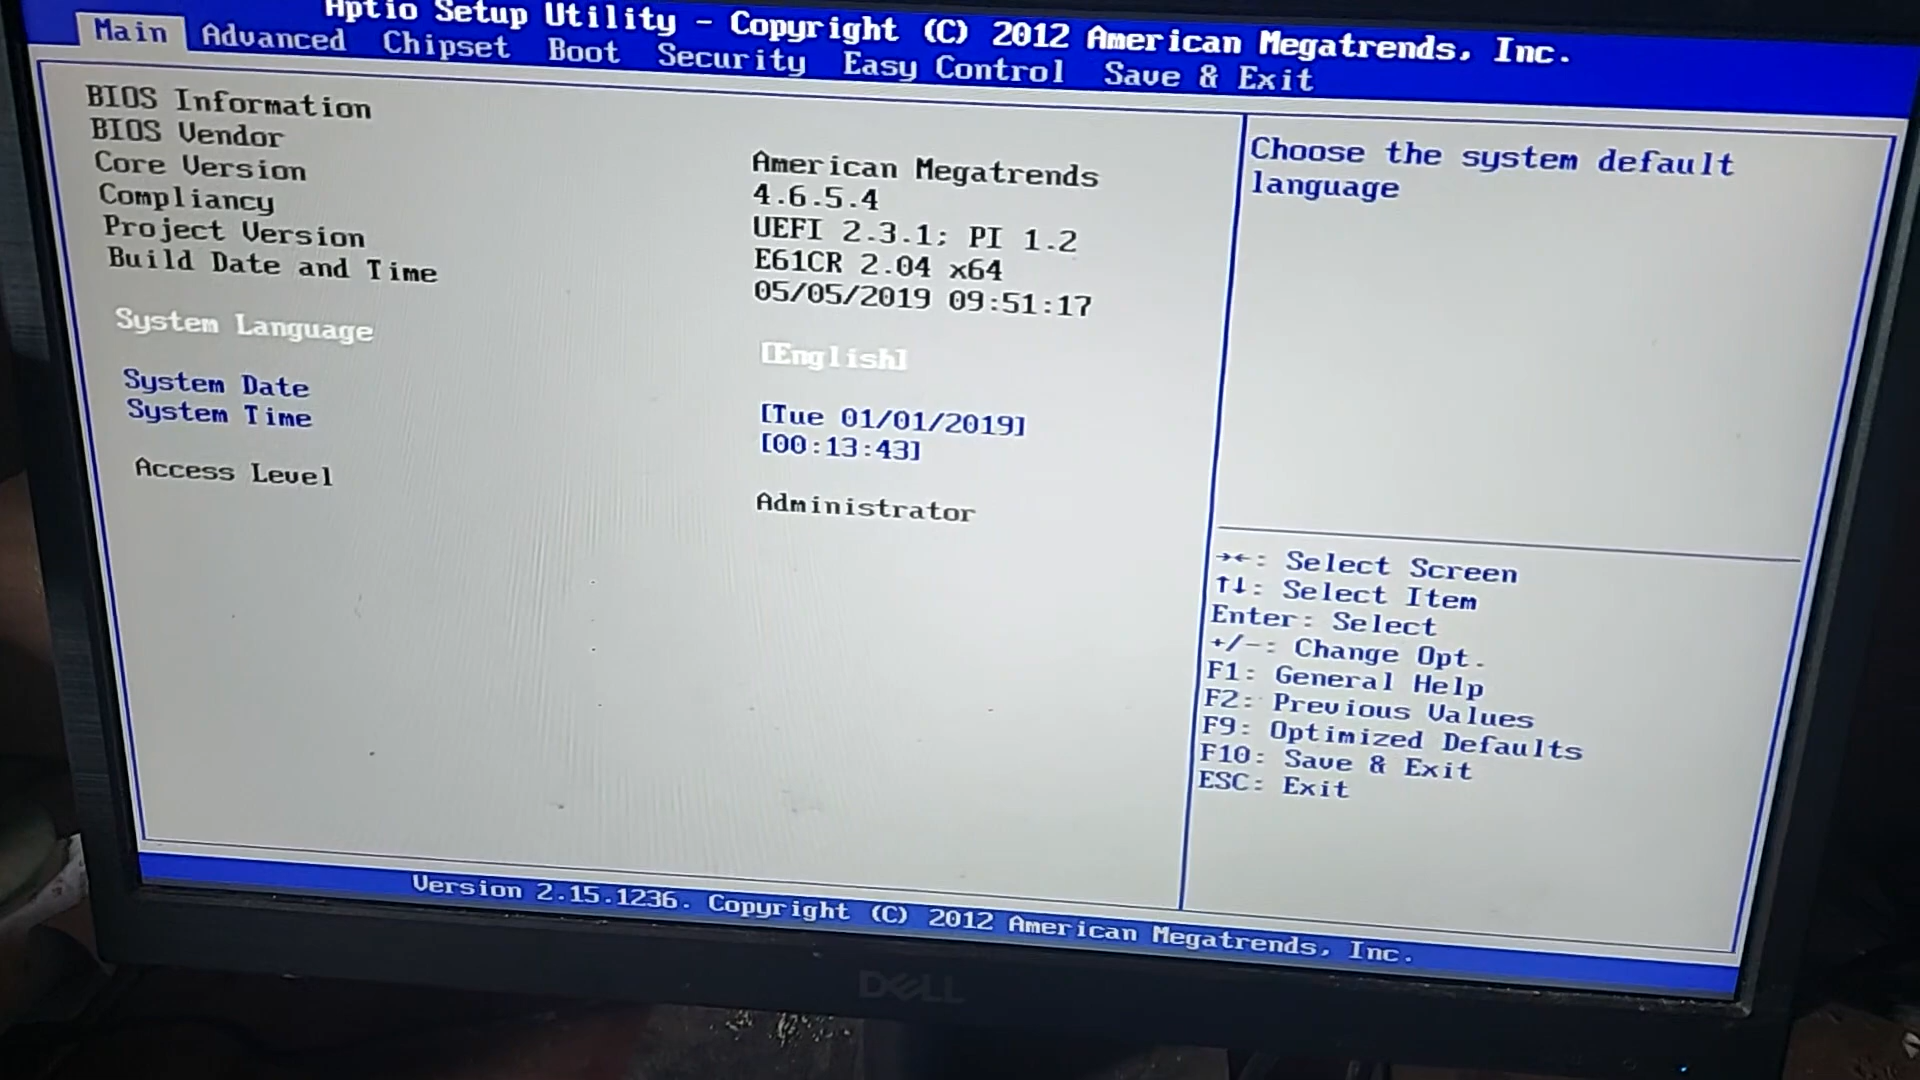 Aptio Setup Utility - Copyright (C) 2012 American Megatrends, Inc.
Main Advanced Chipset Boot Security Easy Control Save & Exit
BIOS Information
BIOS Vendor American Megatrends
Core Version 4.6.5.4
Compliancy UEFI 2.3.1; PI 1.2
Project Version E61CR 2.04 x64
Build Date and Time 05/05/2019 09:51:17
System Language [English]
System Date [Tue 01/01/2019]
System Time [00:13:43]
Access Level Administrator
Choose the system default
language
→←: Select Screen
↑↓: Select Item
Enter: Select
+/-: Change Opt.
F1: General Help
F2: Previous Values
F9: Optimized Defaults
F10: Save & Exit
ESC: Exit
Version 2.15.1236. Copyright (C) 2012 American Megatrends, Inc.
DELL